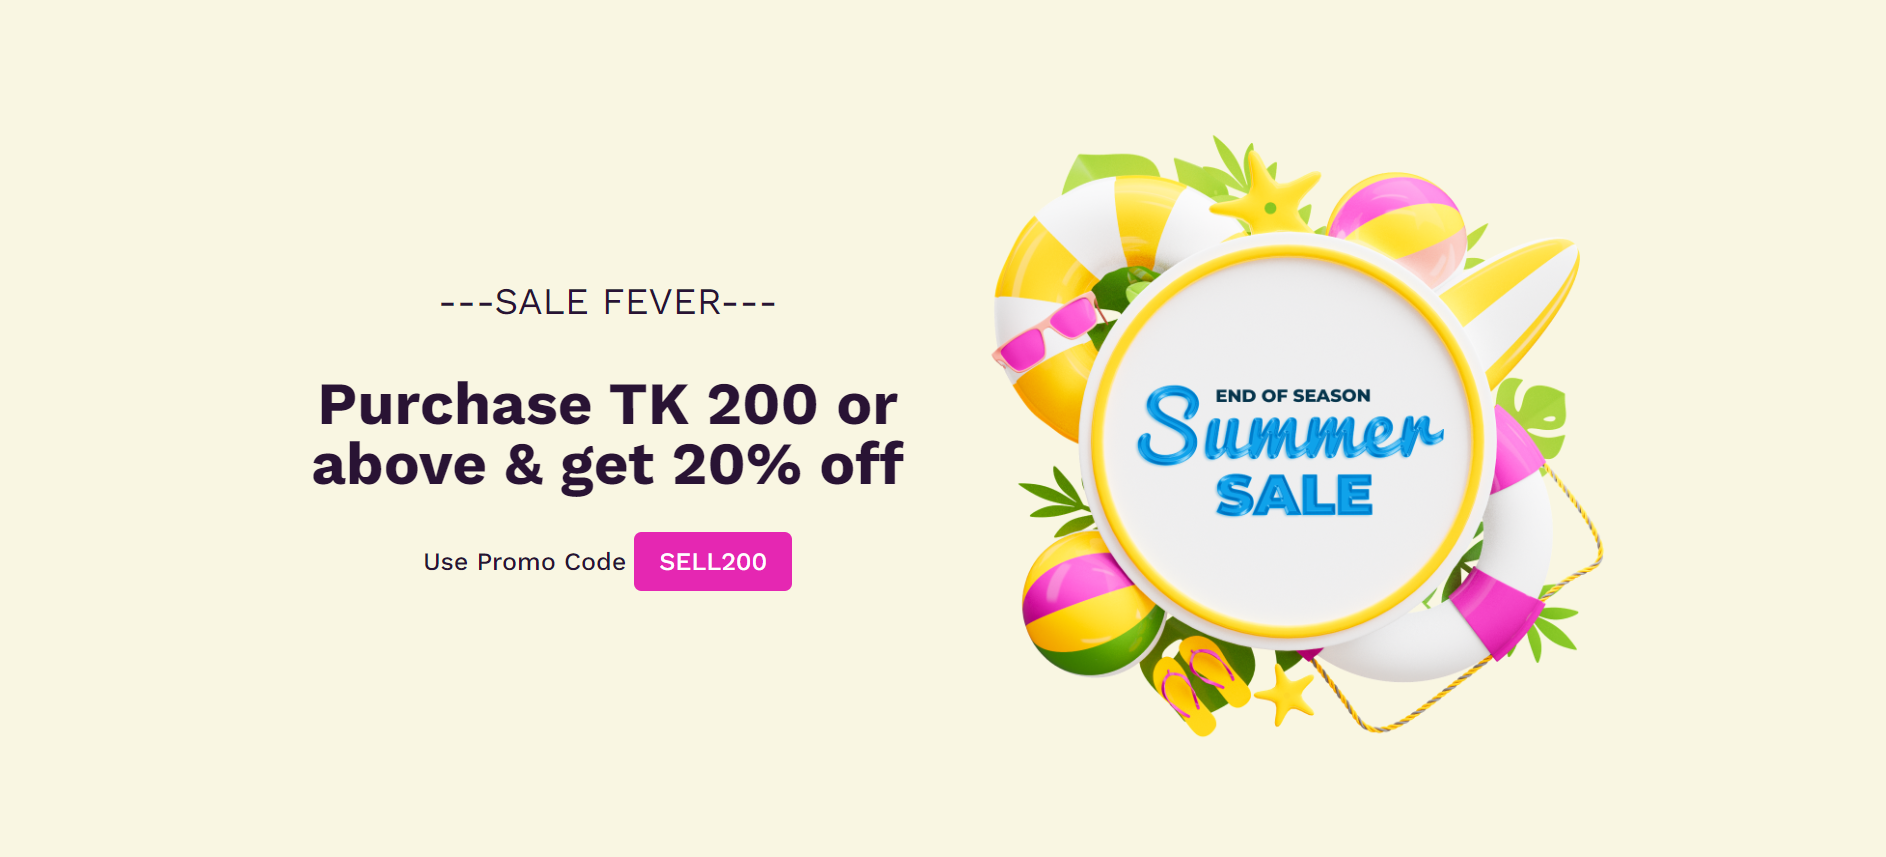 ---SALE FEVER---
Purchase TK 200 or
above & get 20% off
Use Promo Code SELL200
END OF SEASON
Summer
SALE